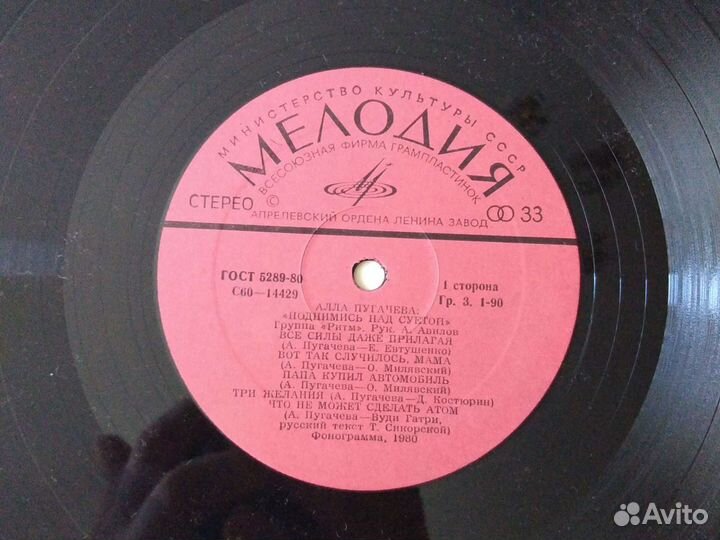 МИНИСТЕРСТВО КУЛЬТУРЫ СССР
МЕЛОДИЯ
ВСЕСОЮЗНАЯ ФИРМА ГРАМПЛАСТИНОК
СТЕРЕО ©
33
АПРЕЛЕВСКИЙ ОРДЕНА ЛЕНИНА ЗАВОД
ГОСТ 5289-80
С60—14429
1 сторона
Гр. 3. 1-90
АЛЛА ПУГАЧЕВА.
«ПОДНИМИСЬ НАД СУЕТОЙ»
Группа «Ритм». Рук. А. Авилов
ВСЕ СИЛЫ ДАЖЕ ПРИЛАГАЯ
(А. Пугачева—Е. Евтушенко)
ВОТ ТАК СЛУЧИЛОСЬ, МАМА
(А. Пугачева—О. Милявский)
ПАПА КУПИЛ АВТОМОБИЛЬ
(А. Пугачева—О. Милявский)
ТРИ ЖЕЛАНИЯ (А. Пугачева—Д. Костюрин)
ЧТО НЕ МОЖЕТ СДЕЛАТЬ АТОМ
(А. Пугачева—Вуди Гатри,
русский текст Т. Сикорской)
Фонограмма, 1980
Avito